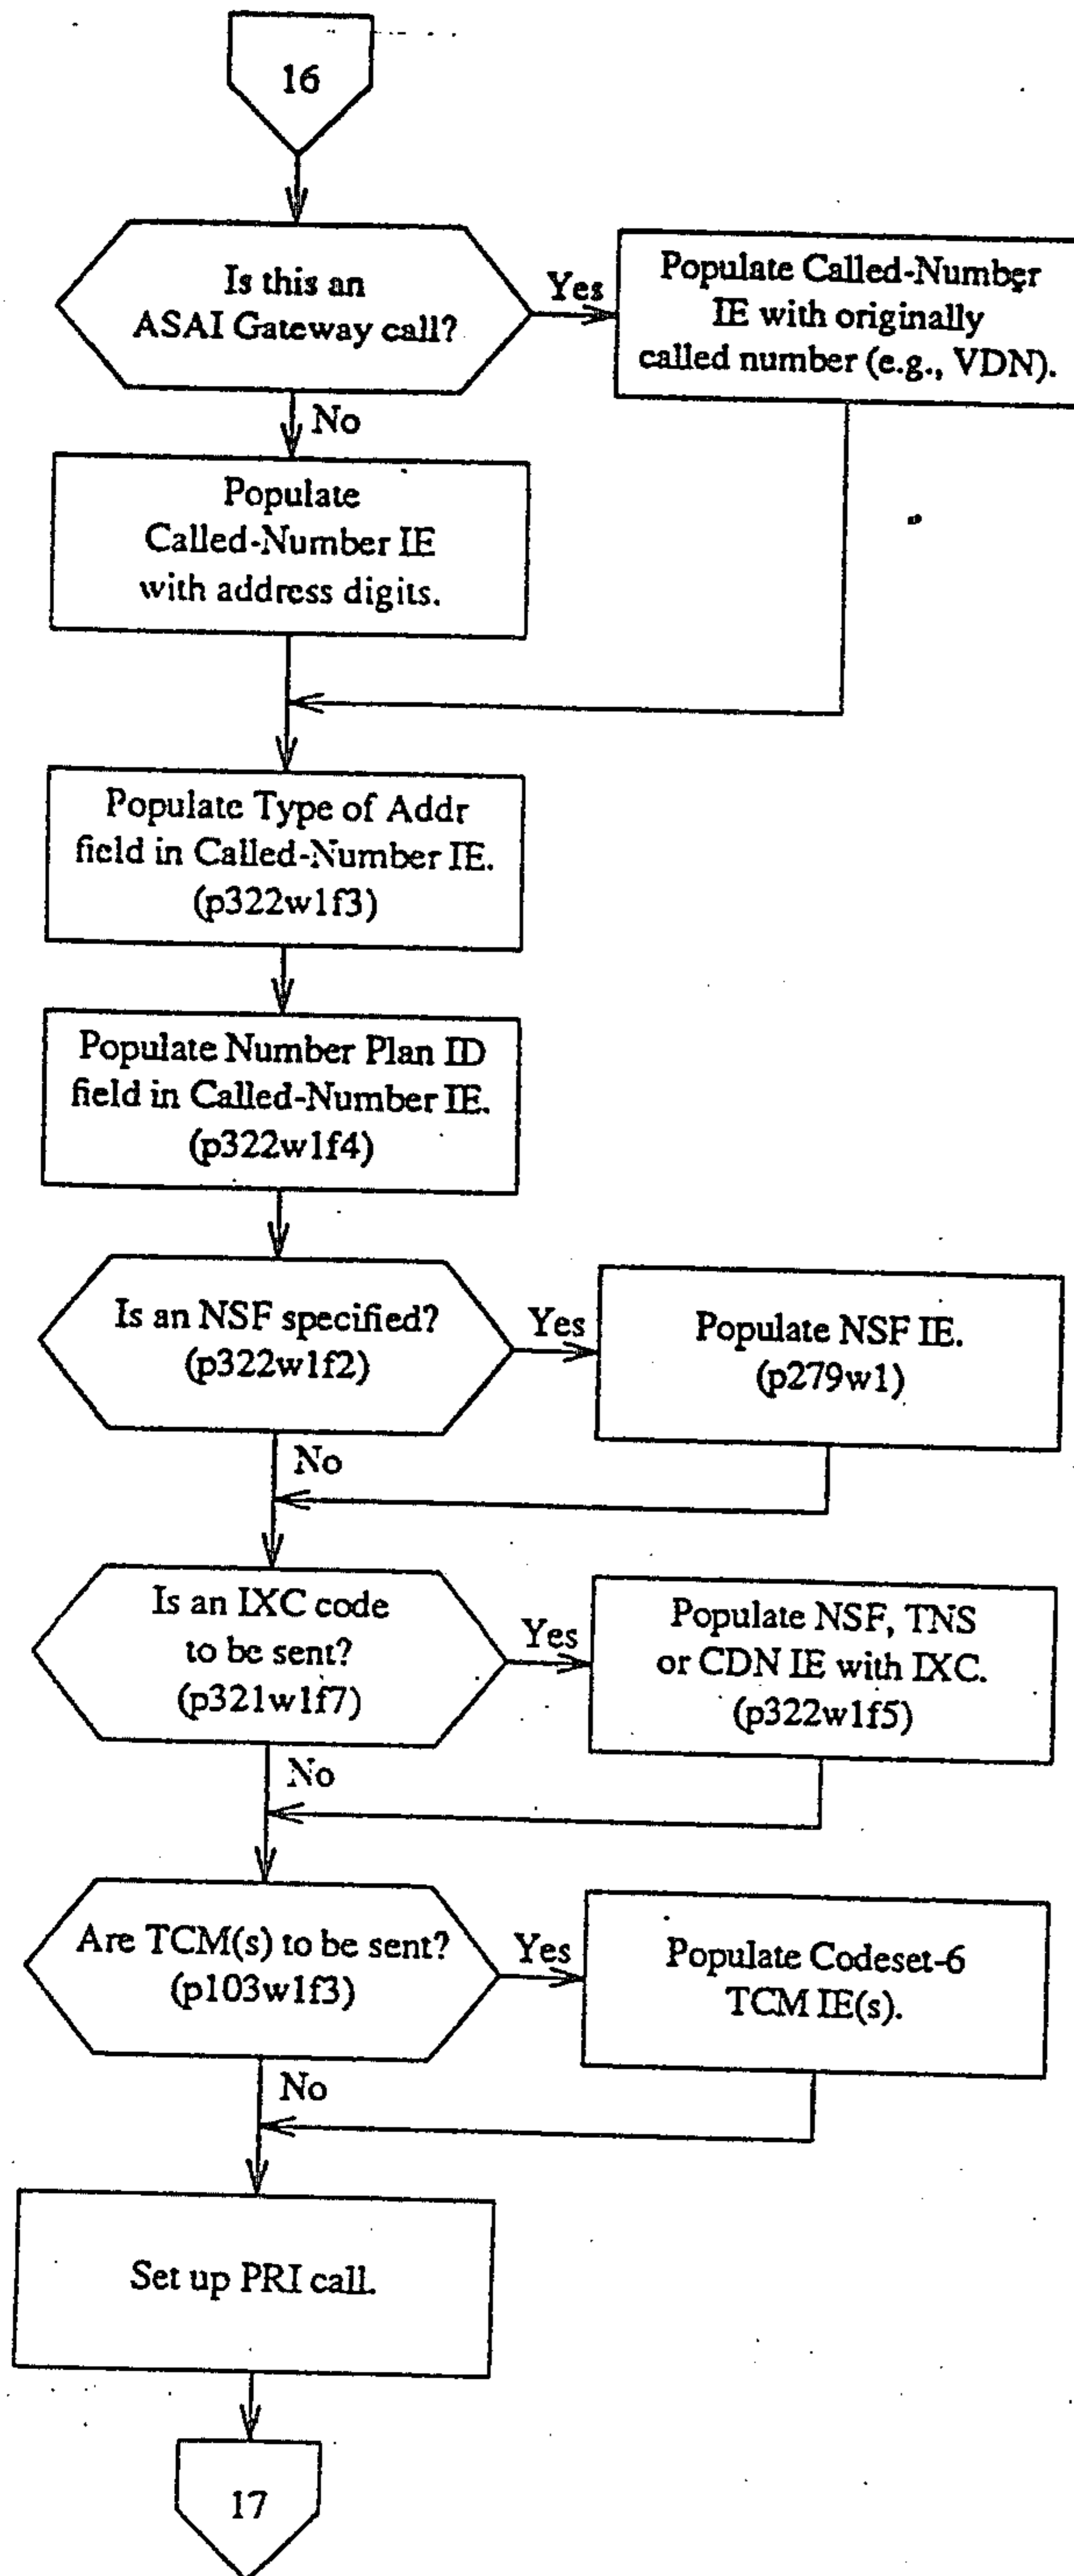 16
Is this an
ASAI Gateway call?
Yes
Populate Called-Number
IE with originally
called number (e.g., VDN).
No
Populate
Called-Number IE
with address digits.
Populate Type of Addr
field in Called-Number IE.
(p322w1f3)
Populate Number Plan ID
field in Called-Number IE.
(p322w1f4)
Is an NSF specified?
(p322w1f2)
Yes
Populate NSF IE.
(p279w1)
No
Is an IXC code
to be sent?
(p321w1f7)
Yes
Populate NSF, TNS
or CDN IE with IXC.
(p322w1f5)
No
Are TCM(s) to be sent?
(p103w1f3)
Yes
Populate Codeset-6
TCM IE(s).
No
Set up PRI call.
17